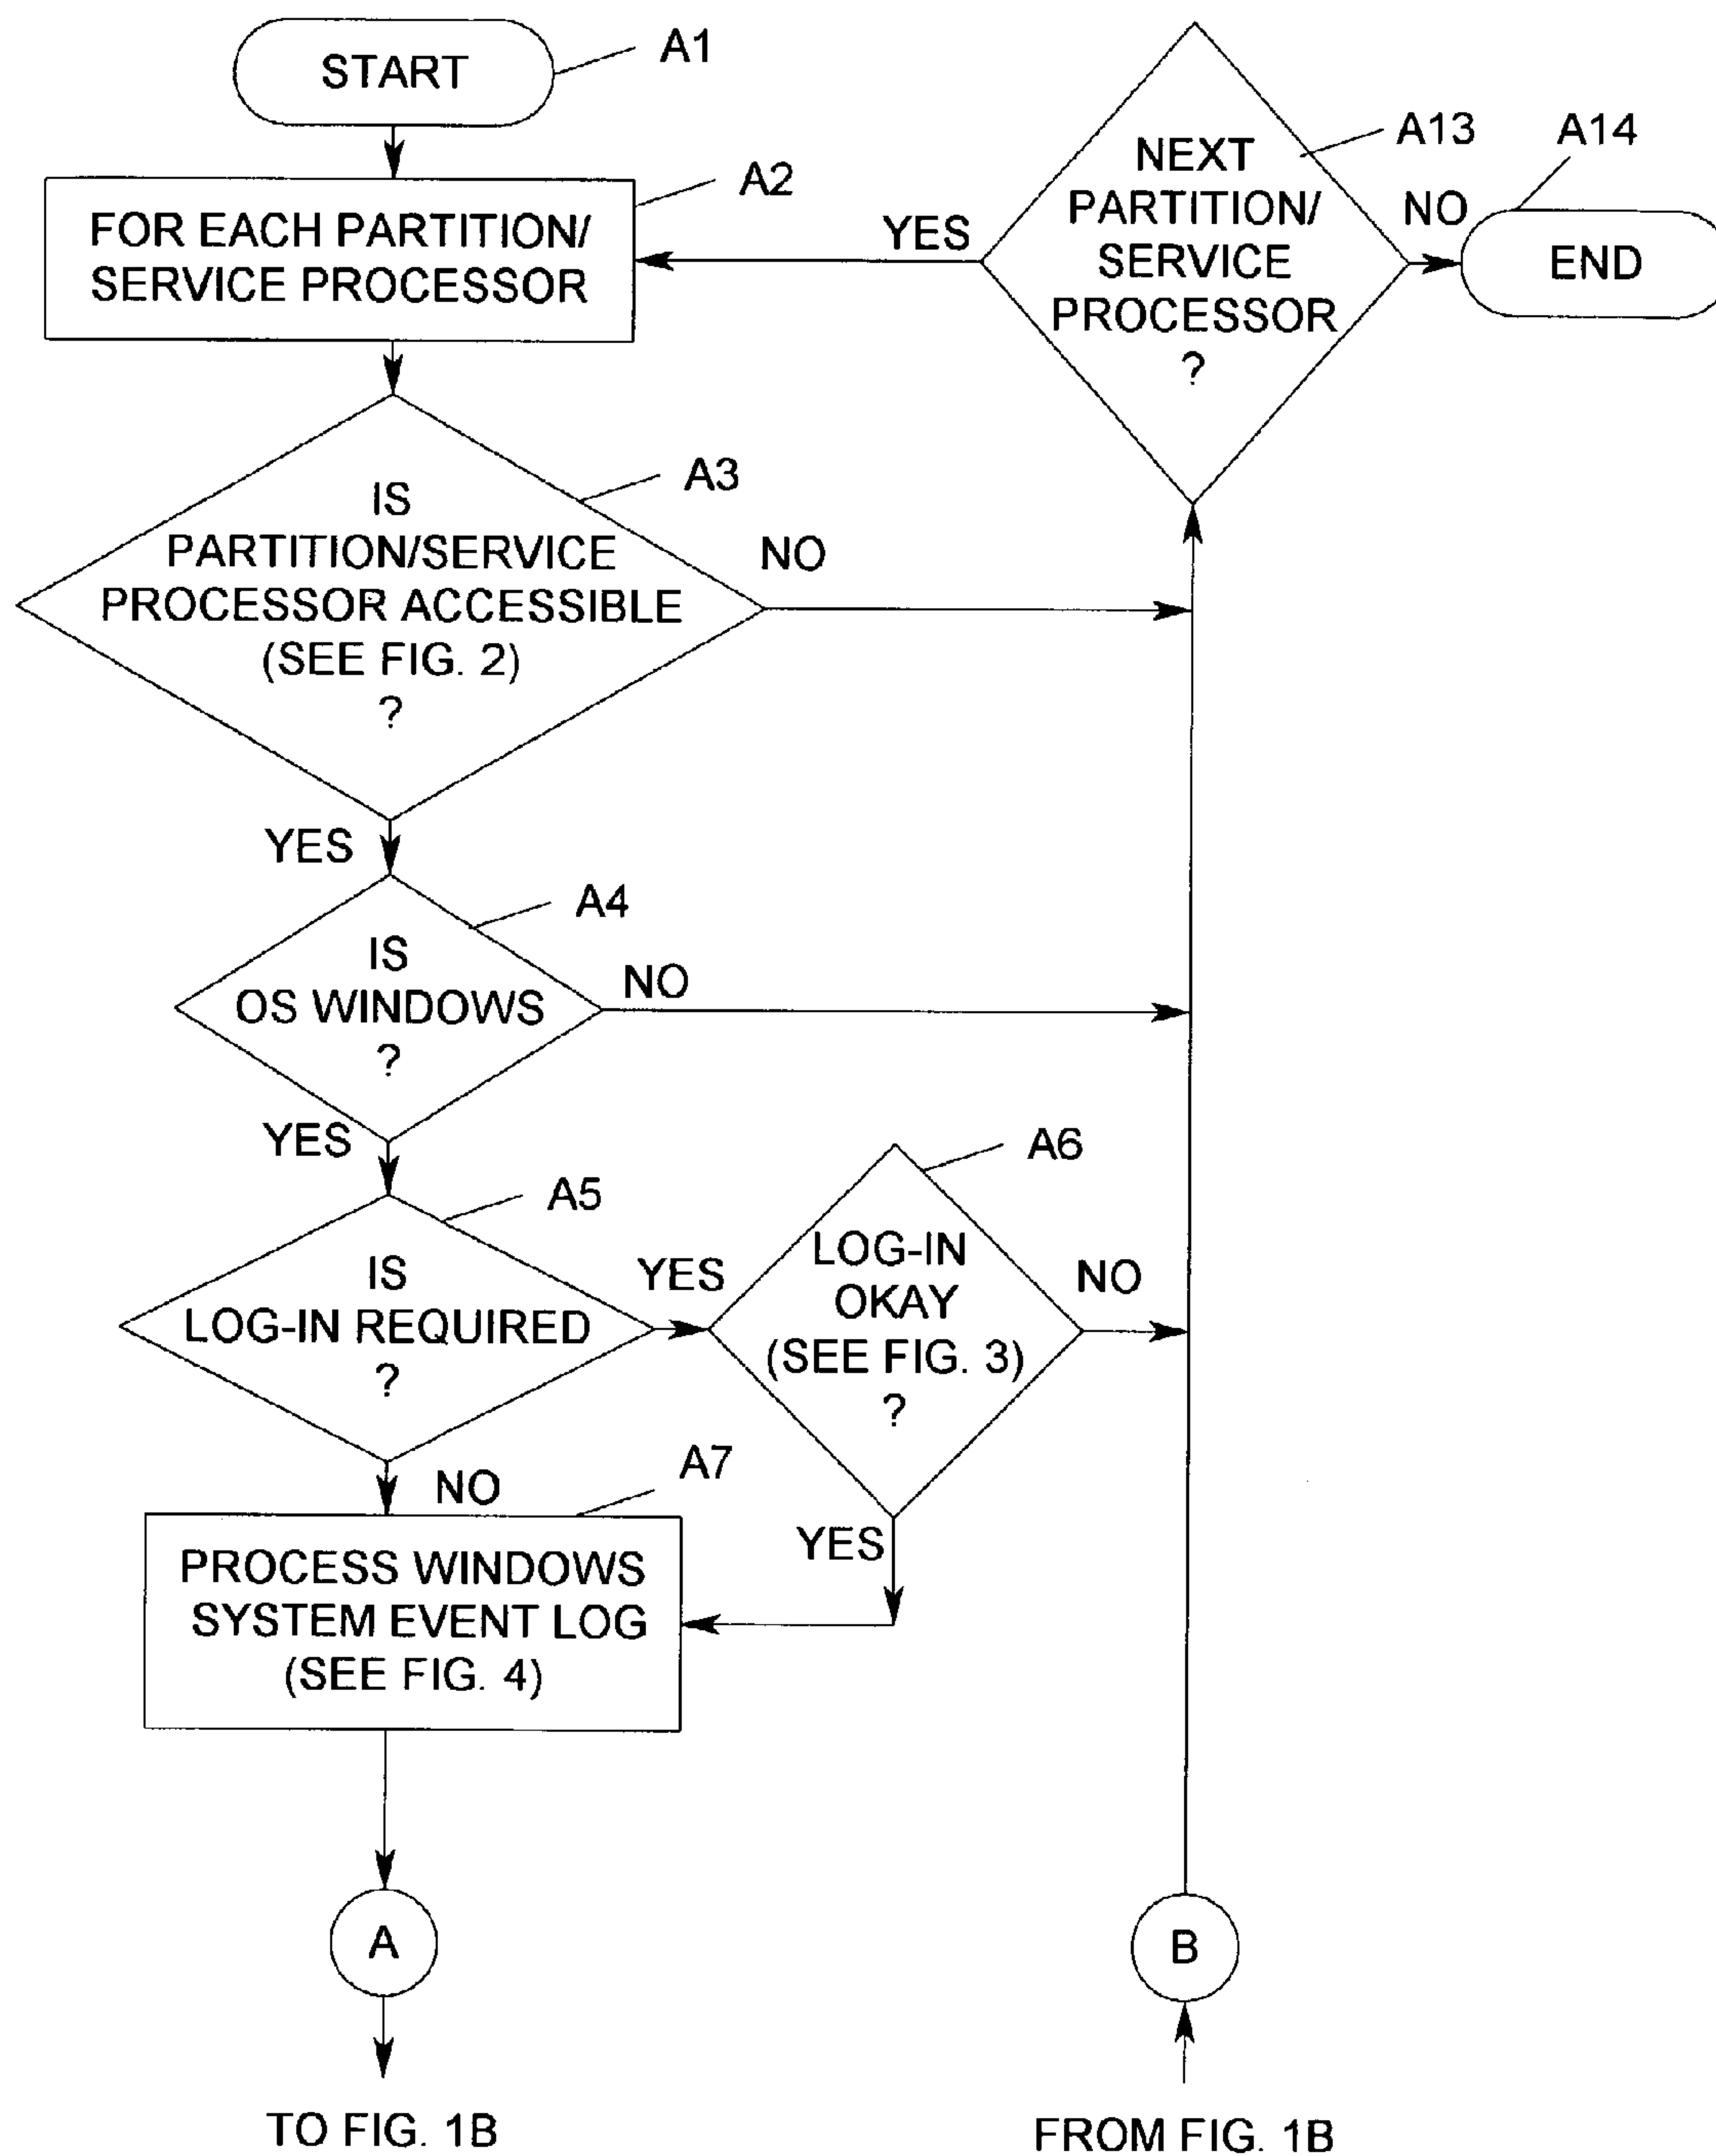 START
A1
FOR EACH PARTITION/
SERVICE PROCESSOR
A2
IS
PARTITION/SERVICE
PROCESSOR ACCESSIBLE
(SEE FIG. 2)
?
A3
NO
YES
IS
OS WINDOWS
?
A4
NO
YES
IS
LOG-IN REQUIRED
?
A5
YES
NO
LOG-IN
OKAY
(SEE FIG. 3)
?
A6
NO
YES
PROCESS WINDOWS
SYSTEM EVENT LOG
(SEE FIG. 4)
A7
A
TO FIG. 1B
NEXT
PARTITION/
SERVICE
PROCESSOR
?
A13
YES
NO
END
A14
B
FROM FIG. 1B